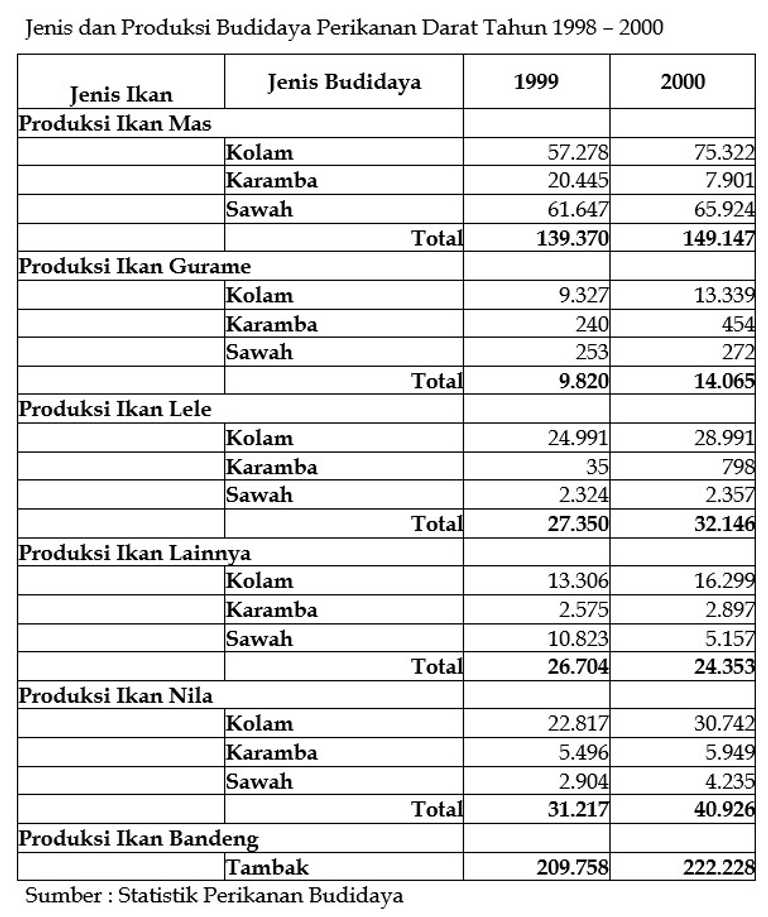 Jenis dan Produksi Budidaya Perikanan Darat Tahun 1998 – 2000
Jenis Ikan Jenis Budidaya 1999 2000
Produksi Ikan Mas
Kolam 57.278 75.322
Karamba 20.445 7.901
Sawah 61.647 65.924
Total 139.370 149.147
Produksi Ikan Gurame
Kolam 9.327 13.339
Karamba 240 454
Sawah 253 272
Total 9.820 14.065
Produksi Ikan Lele
Kolam 24.991 28.991
Karamba 35 798
Sawah 2.324 2.357
Total 27.350 32.146
Produksi Ikan Lainnya
Kolam 13.306 16.299
Karamba 2.575 2.897
Sawah 10.823 5.157
Total 26.704 24.353
Produksi Ikan Nila
Kolam 22.817 30.742
Karamba 5.496 5.949
Sawah 2.904 4.235
Total 31.217 40.926
Produksi Ikan Bandeng
Tambak 209.758 222.228
Sumber : Statistik Perikanan Budidaya